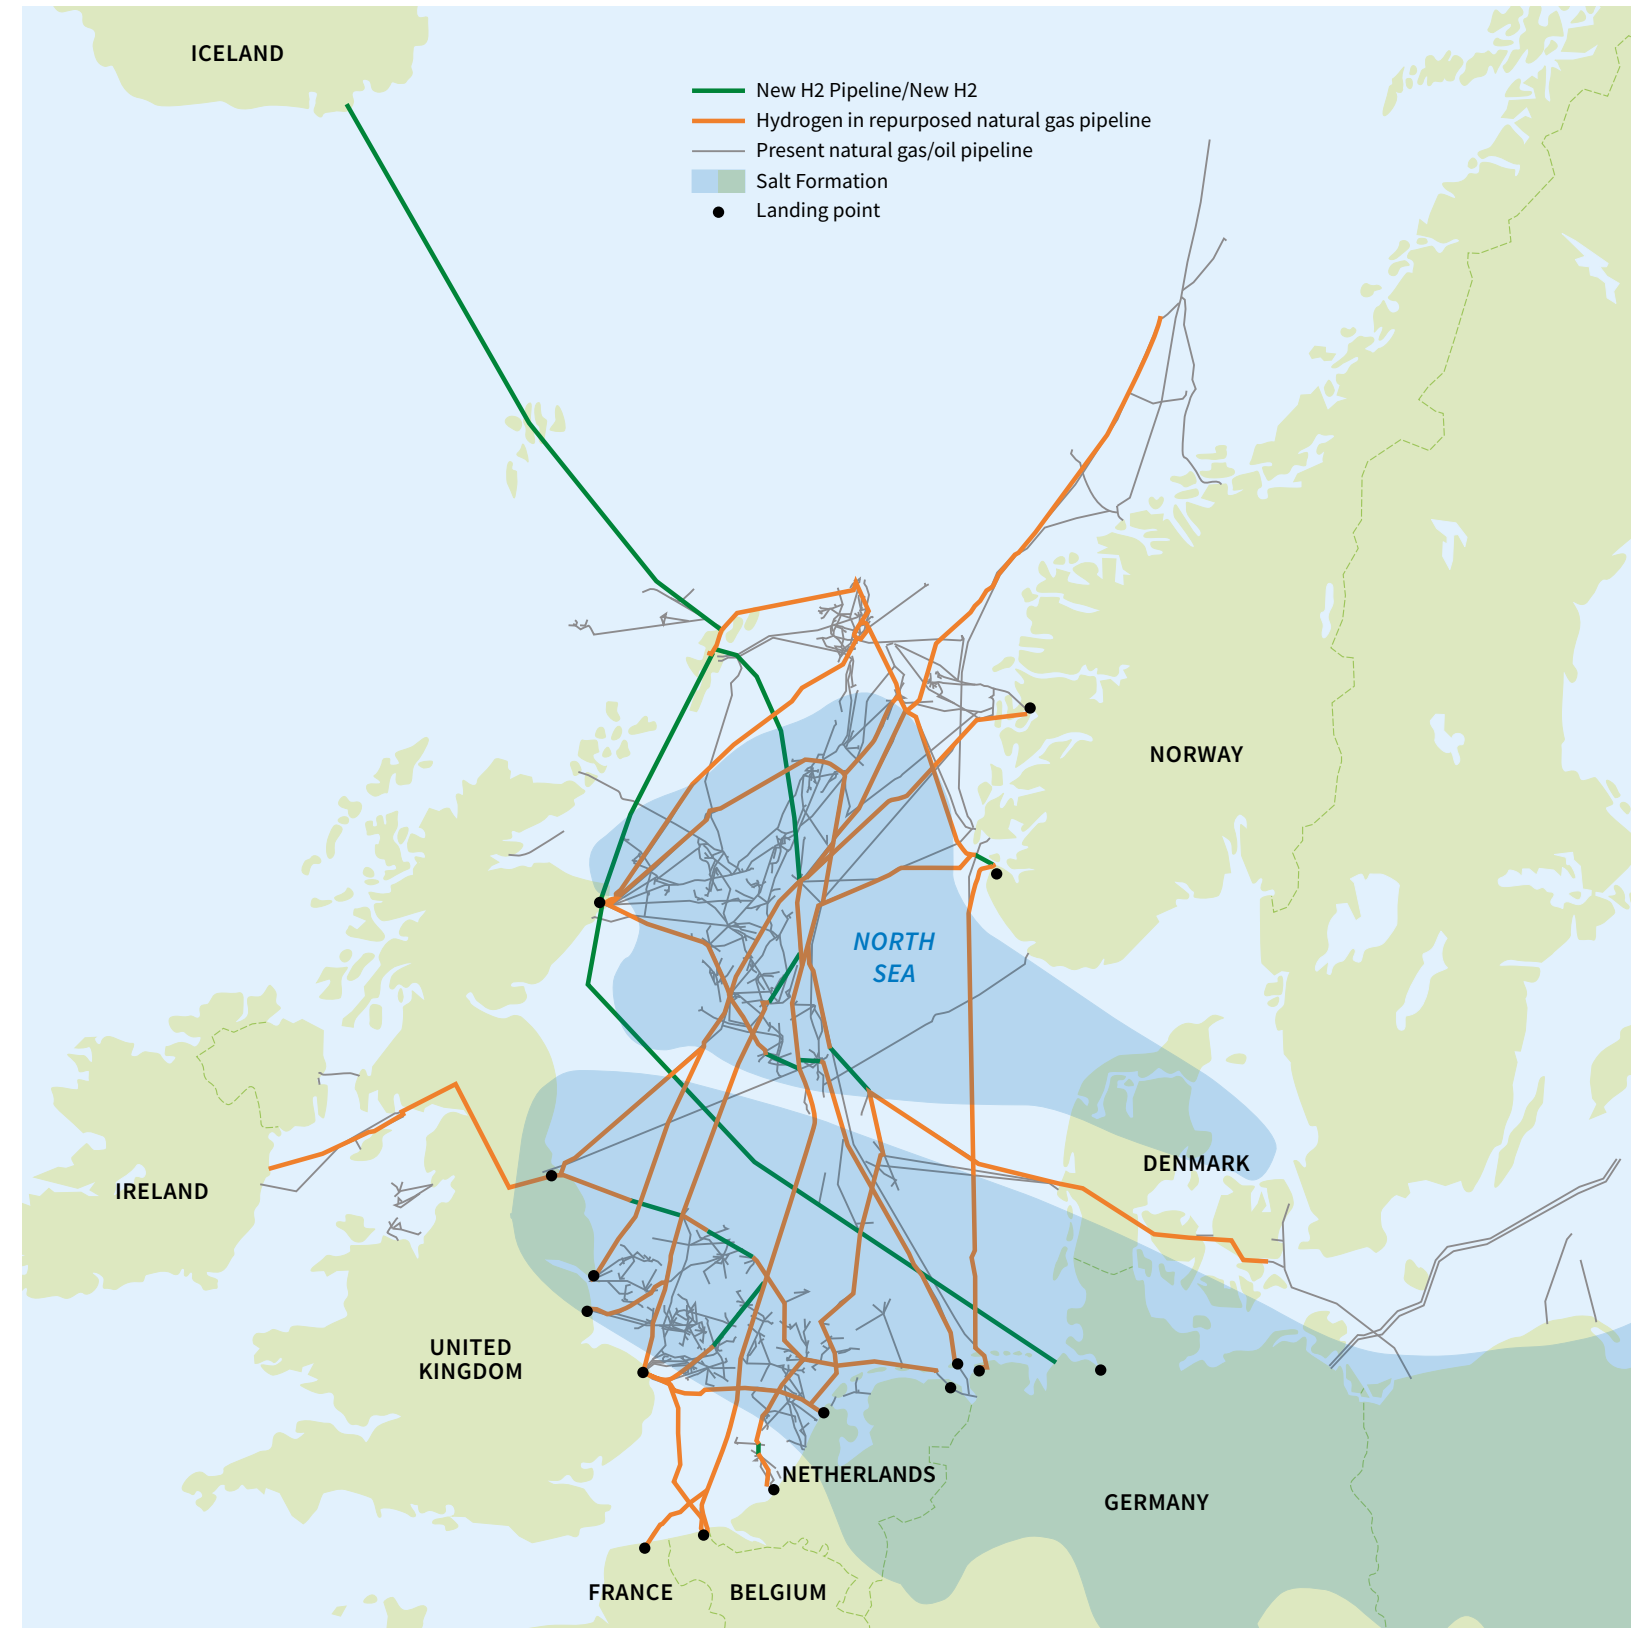 ICELAND
New H2 Pipeline/New H2
Hydrogen in repurposed natural gas pipeline
Present natural gas/oil pipeline
Salt Formation
Landing point
NORWAY
NORTH
SEA
DENMARK
IRELAND
UNITED
KINGDOM
NETHERLANDS
GERMANY
FRANCE
BELGIUM